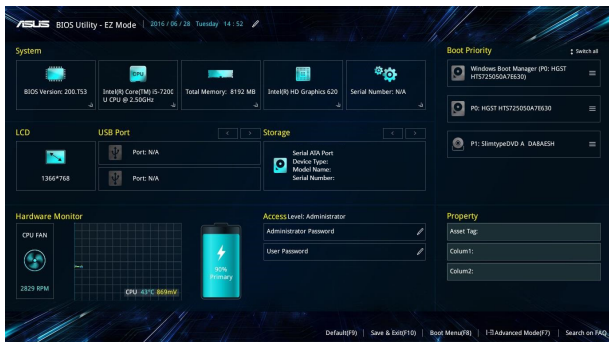 ASUS BIOS Utility - EZ Mode 2016 / 06 / 28 Tuesday 14 : 52
System
BIOS Version: 200.T53
CPU
Intel(R) Core(TM) i5-7200
U CPU @ 2.50GHz
Total Memory: 8192 MB
Intel(R) HD Graphics 620
Serial Number: N/A
Boot Priority
Switch all
Windows Boot Manager (P0: HGST
HTS725050A7E630)
P0: HGST HTS725050A7E630
P1: SlimtypeDVD A DA8AESH
LCD
1366*768
USB Port
Port: N/A
Port: N/A
Storage
Serial ATA Port
Device Type:
Model Name:
Serial Number:
Hardware Monitor
CPU FAN
2829 RPM
CPU 43°C 869mV
90%
Primary
Access Level: Administrator
Administrator Password
User Password
Property
Asset Tag:
Colum1:
Colum2:
Default(F9) | Save & Exit(F10) | Boot Menu(F8) | Advanced Mode(F7) | Search on FAQ